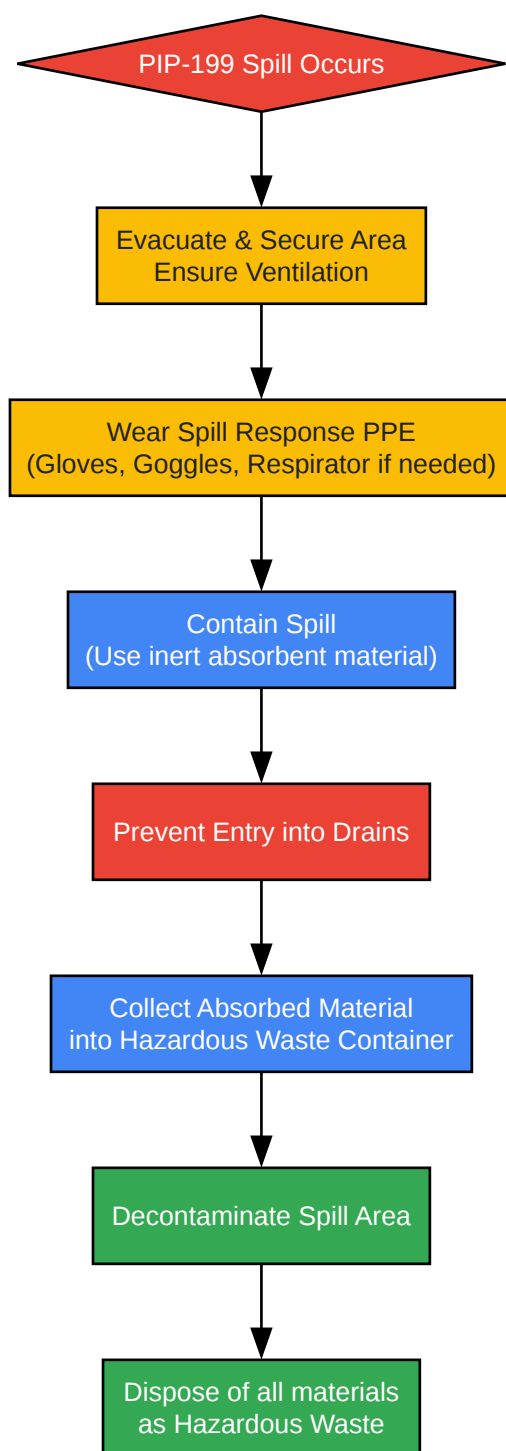 PIP-199 Spill Occurs
Evacuate & Secure Area
Ensure Ventilation
Wear Spill Response PPE
(Gloves, Goggles, Respirator if needed)
Contain Spill
(Use inert absorbent material)
Prevent Entry into Drains
Collect Absorbed Material
into Hazardous Waste Container
Decontaminate Spill Area
Dispose of all materials
as Hazardous Waste